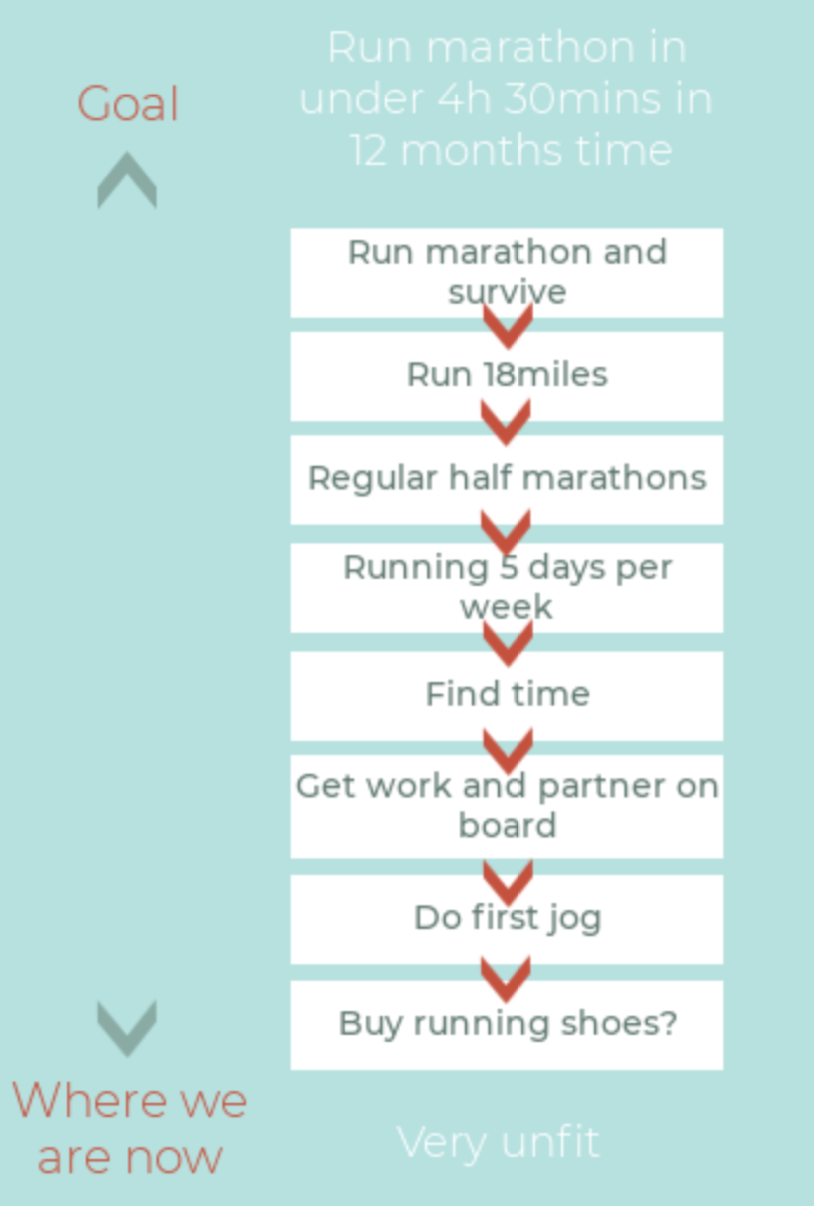 Goal
Run marathon in
under 4h 30mins in
12 months time
Run marathon and
survive
Run 18miles
Regular half marathons
Running 5 days per
week
Find time
Get work and partner on
board
Do first jog
Buy running shoes?
Where we
are now
Very unfit